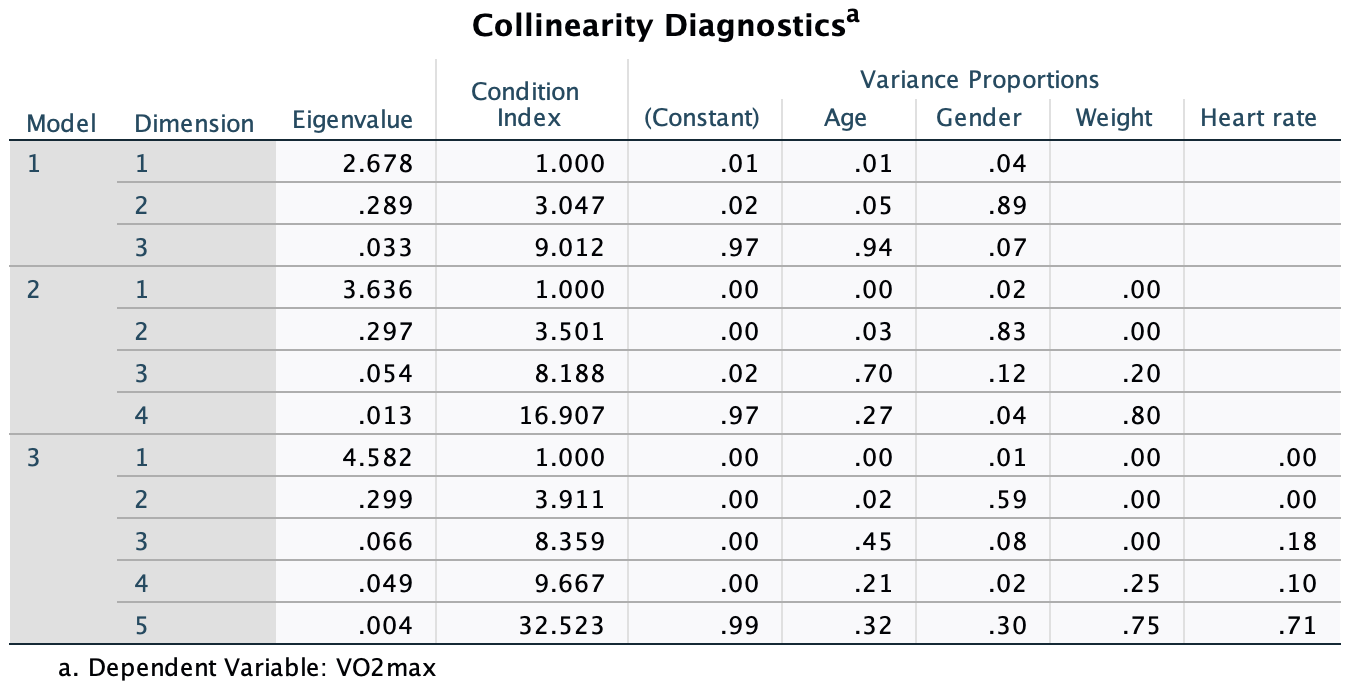 Collinearity Diagnosticsa
Variance Proportions
Model Dimension Eigenvalue Condition Index (Constant) Age Gender Weight Heart rate
1 1 2.678 1.000 .01 .01 .04
2 .289 3.047 .02 .05 .89
3 .033 9.012 .97 .94 .07
2 1 3.636 1.000 .00 .00 .02 .00
2 .297 3.501 .00 .03 .83 .00
3 .054 8.188 .02 .70 .12 .20
4 .013 16.907 .97 .27 .04 .80
3 1 4.582 1.000 .00 .00 .01 .00 .00
2 .299 3.911 .00 .02 .59 .00 .00
3 .066 8.359 .00 .45 .08 .00 .18
4 .049 9.667 .00 .21 .02 .25 .10
5 .004 32.523 .99 .32 .30 .75 .71
a. Dependent Variable: VO2max